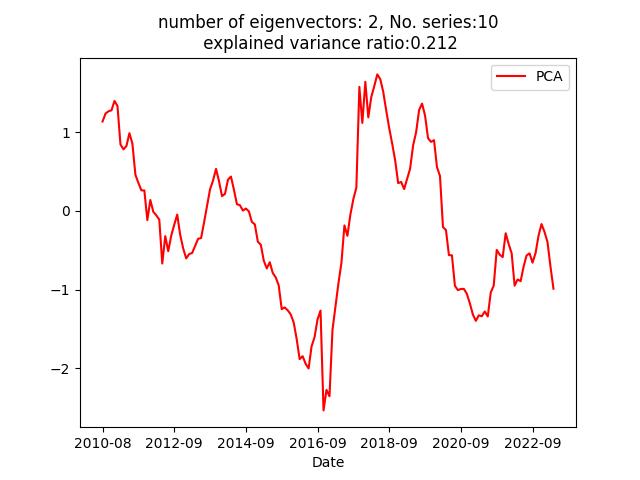 number of eigenvectors: 2, No. series:10
explained variance ratio:0.212
PCA
1
0
−1
−2
2010-08 2012-09 2014-09 2016-09 2018-09 2020-09 2022-09
Date